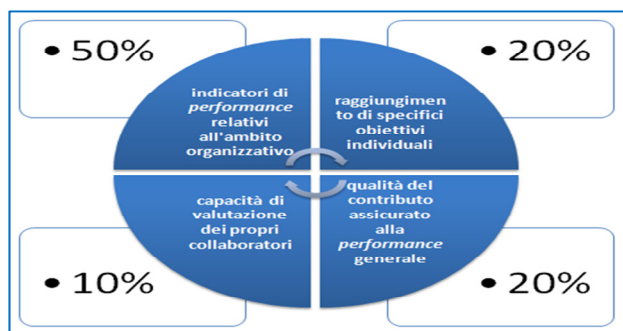 • 50%
• 20%
indicatori di
performance
relativi
all'ambito
organizzativo
raggiungimen
to di specifici
obiettivi
individuali
capacità di
valutazione
dei propri
collaboratori
qualità del
contributo
assicurato
alla
performance
generale
• 10%
• 20%